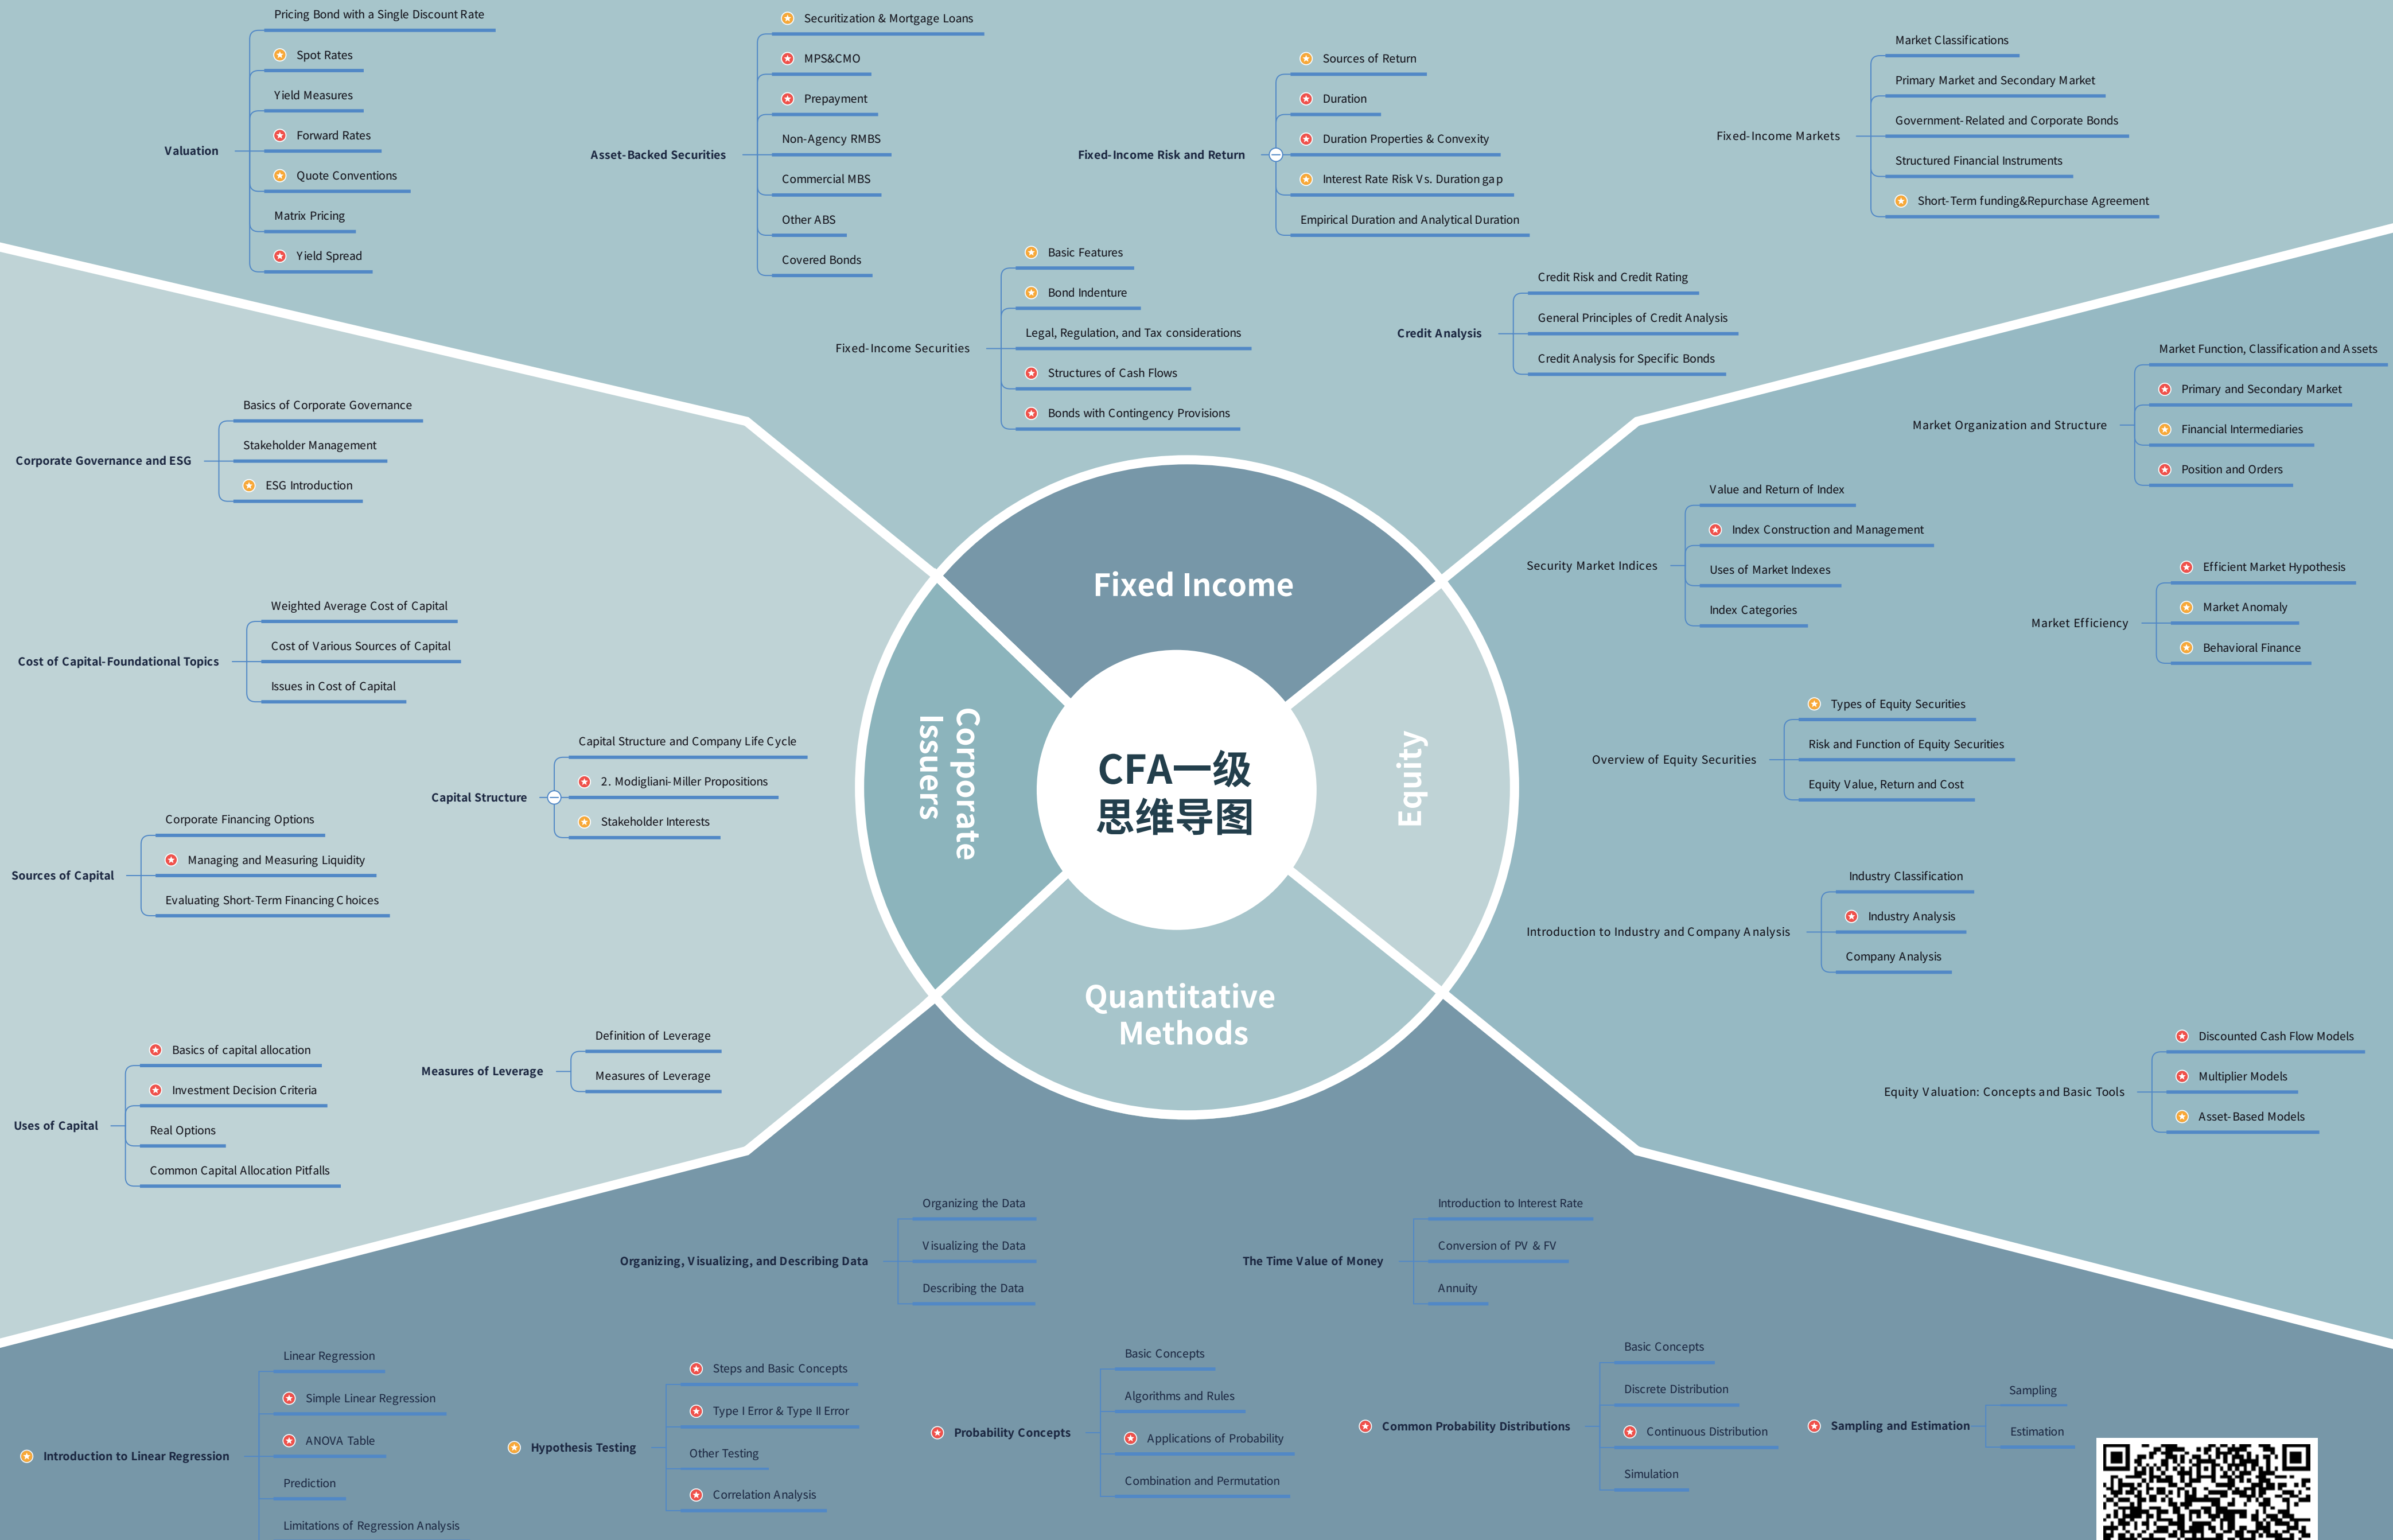 Valuation
Pricing Bond with a Single Discount Rate
Spot Rates
Yield Measures
Forward Rates
Quote Conventions
Matrix Pricing
Yield Spread
Asset-Backed Securities
Securitization & Mortgage Loans
MPS&CMO
Prepayment
Non-Agency RMBS
Commercial MBS
Other ABS
Covered Bonds
Fixed-Income Risk and Return
Sources of Return
Duration
Duration Properties & Convexity
Interest Rate Risk Vs. Duration gap
Empirical Duration and Analytical Duration
Fixed-Income Markets
Market Classifications
Primary Market and Secondary Market
Government-Related and Corporate Bonds
Structured Financial Instruments
Short-Term funding&Repurchase Agreement
Fixed-Income Securities
Basic Features
Bond Indenture
Legal, Regulation, and Tax considerations
Structures of Cash Flows
Bonds with Contingency Provisions
Credit Analysis
Credit Risk and Credit Rating
General Principles of Credit Analysis
Credit Analysis for Specific Bonds
Corporate Governance and ESG
Basics of Corporate Governance
Stakeholder Management
ESG Introduction
Cost of Capital-Foundational Topics
Weighted Average Cost of Capital
Cost of Various Sources of Capital
Issues in Cost of Capital
Capital Structure
Capital Structure and Company Life Cycle
2. Modigliani-Miller Propositions
Stakeholder Interests
Sources of Capital
Corporate Financing Options
Managing and Measuring Liquidity
Evaluating Short-Term Financing Choices
Uses of Capital
Basics of capital allocation
Investment Decision Criteria
Real Options
Common Capital Allocation Pitfalls
Measures of Leverage
Definition of Leverage
Measures of Leverage
Fixed Income
Corporate
Issuers
CFA一级
思维导图
Equity
Quantitative
Methods
Market Organization and Structure
Market Function, Classification and Assets
Primary and Secondary Market
Financial Intermediaries
Position and Orders
Security Market Indices
Value and Return of Index
Index Construction and Management
Uses of Market Indexes
Index Categories
Market Efficiency
Efficient Market Hypothesis
Market Anomaly
Behavioral Finance
Overview of Equity Securities
Types of Equity Securities
Risk and Function of Equity Securities
Equity Value, Return and Cost
Introduction to Industry and Company Analysis
Industry Classification
Industry Analysis
Company Analysis
Equity Valuation: Concepts and Basic Tools
Discounted Cash Flow Models
Multiplier Models
Asset-Based Models
Organizing, Visualizing, and Describing Data
Organizing the Data
Visualizing the Data
Describing the Data
The Time Value of Money
Introduction to Interest Rate
Conversion of PV & FV
Annuity
Introduction to Linear Regression
Linear Regression
Simple Linear Regression
ANOVA Table
Prediction
Limitations of Regression Analysis
Hypothesis Testing
Steps and Basic Concepts
Type I Error & Type II Error
Other Testing
Correlation Analysis
Probability Concepts
Basic Concepts
Algorithms and Rules
Applications of Probability
Combination and Permutation
Common Probability Distributions
Basic Concepts
Discrete Distribution
Continuous Distribution
Simulation
Sampling and Estimation
Sampling
Estimation